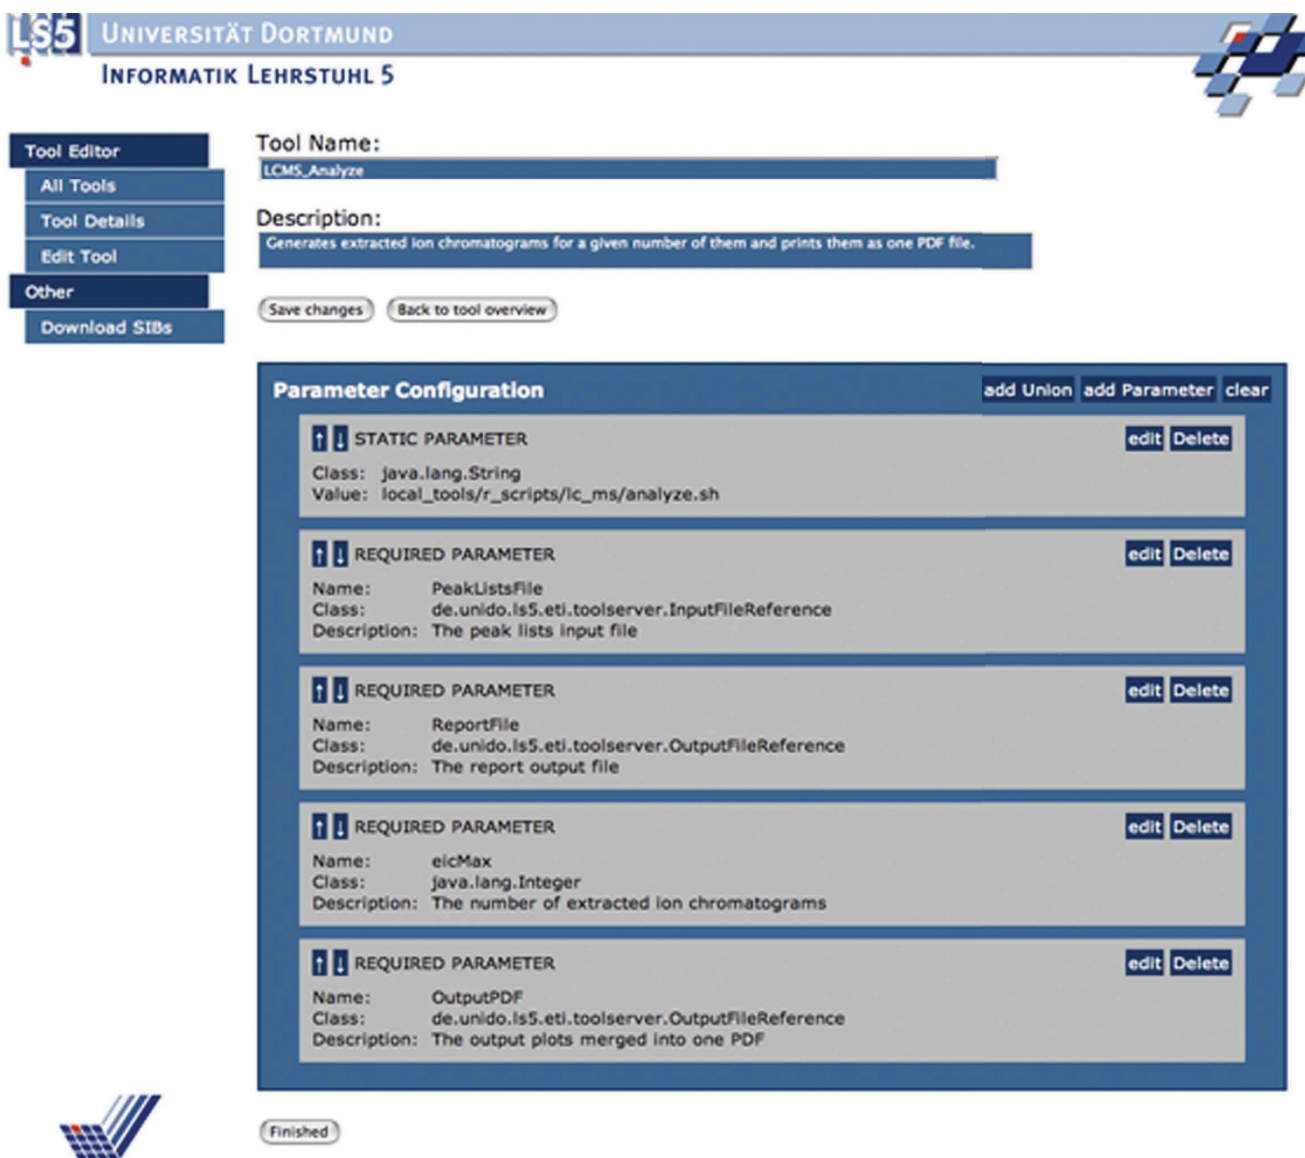 LS5 UNIVERSITÄT DORTMUND
INFORMATIK LEHRSTUHL 5
Tool Editor
All Tools
Tool Details
Edit Tool
Other
Download SIBs
Tool Name:
LCMS_Analyze
Description:
Generates extracted ion chromatograms for a given number of them and prints them as one PDF file.
Save changes Back to tool overview
Parameter Configuration add Union add Parameter clear
↑ ↓ STATIC PARAMETER edit Delete
Class: java.lang.String
Value: local_tools/r_scripts/lc_ms/analyze.sh
↑ ↓ REQUIRED PARAMETER edit Delete
Name: PeakListsFile
Class: de.unido.ls5.eti.toolserver.InputFileReference
Description: The peak lists input file
↑ ↓ REQUIRED PARAMETER edit Delete
Name: ReportFile
Class: de.unido.ls5.eti.toolserver.OutputFileReference
Description: The report output file
↑ ↓ REQUIRED PARAMETER edit Delete
Name: eicMax
Class: java.lang.Integer
Description: The number of extracted ion chromatograms
↑ ↓ REQUIRED PARAMETER edit Delete
Name: OutputPDF
Class: de.unido.ls5.eti.toolserver.OutputFileReference
Description: The output plots merged into one PDF
Finished